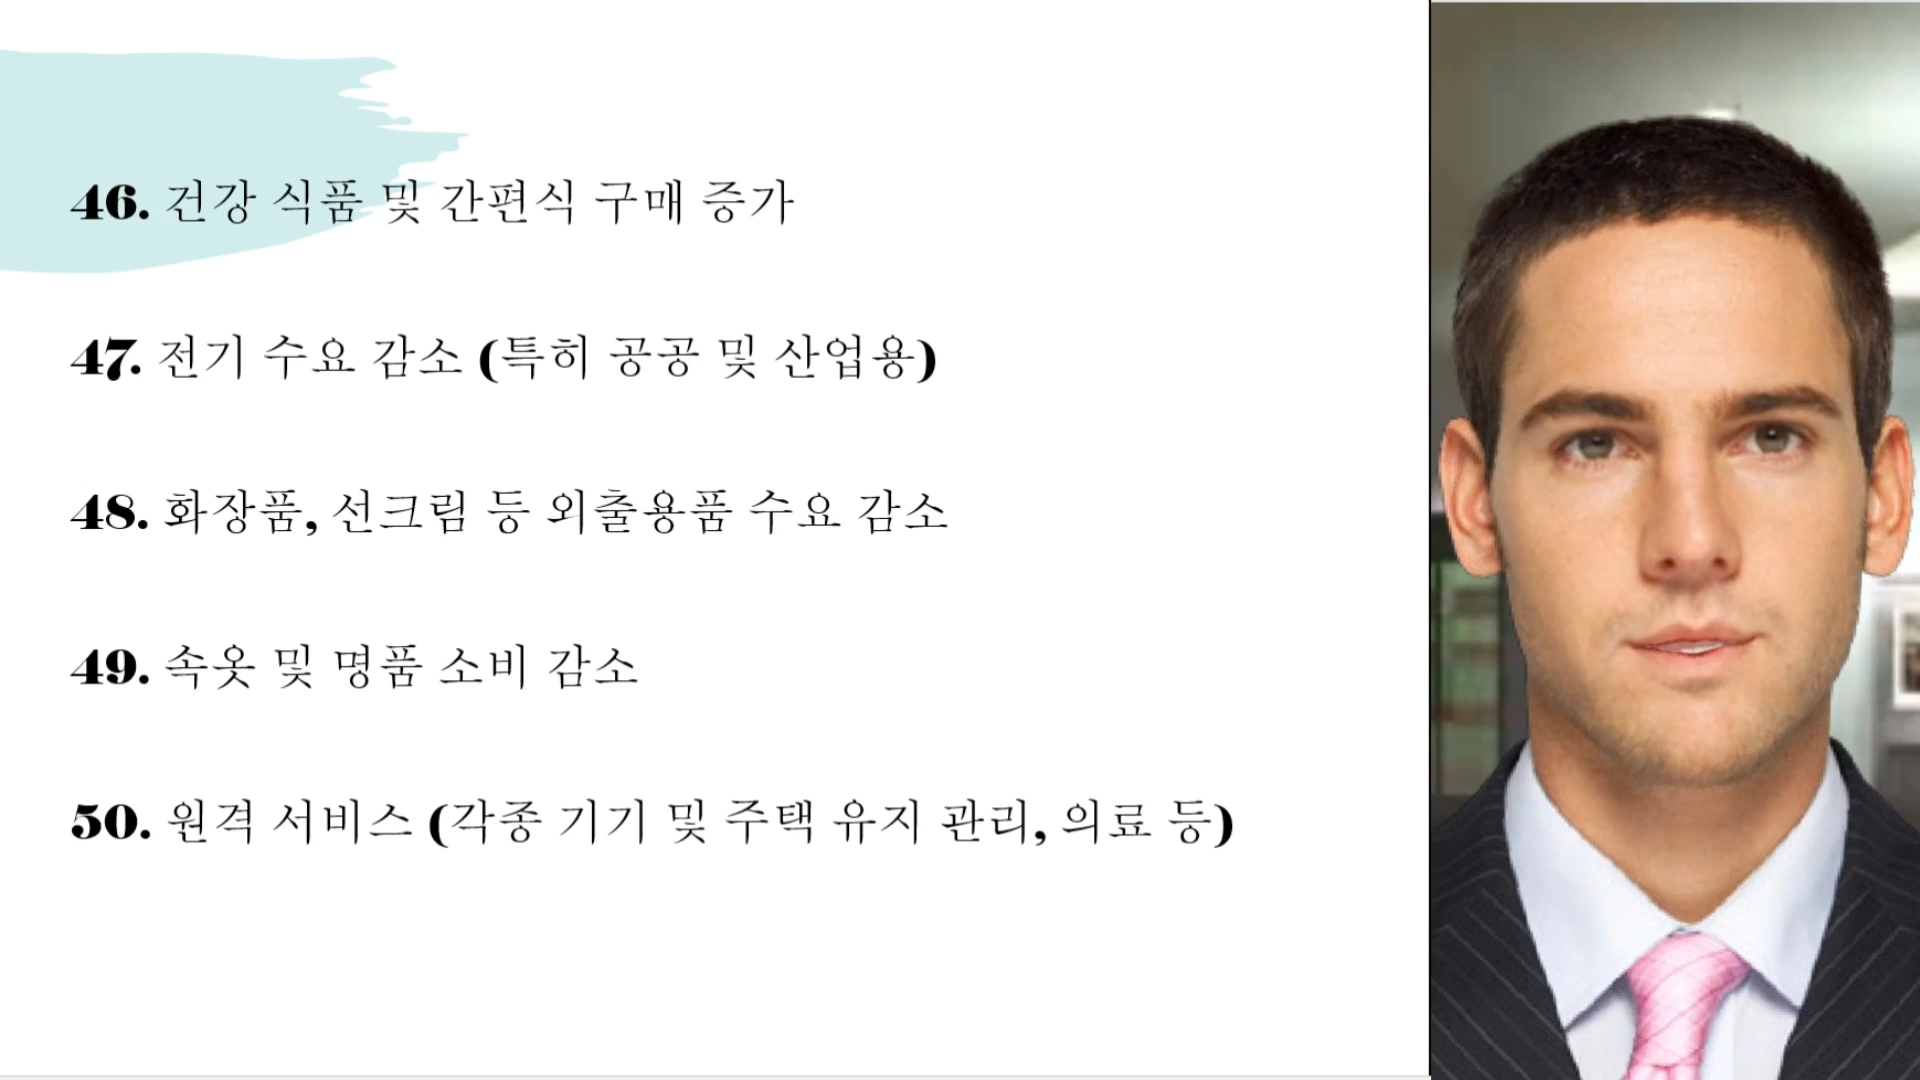 46. 건강 식품 및 간편식 구매 증가
47. 전기 수요 감소 (특히 공공 및 산업용)
48. 화장품, 선크림 등 외출용품 수요 감소
49. 속옷 및 명품 소비 감소
50. 원격 서비스 (각종 기기 및 주택 유지 관리, 의료 등)